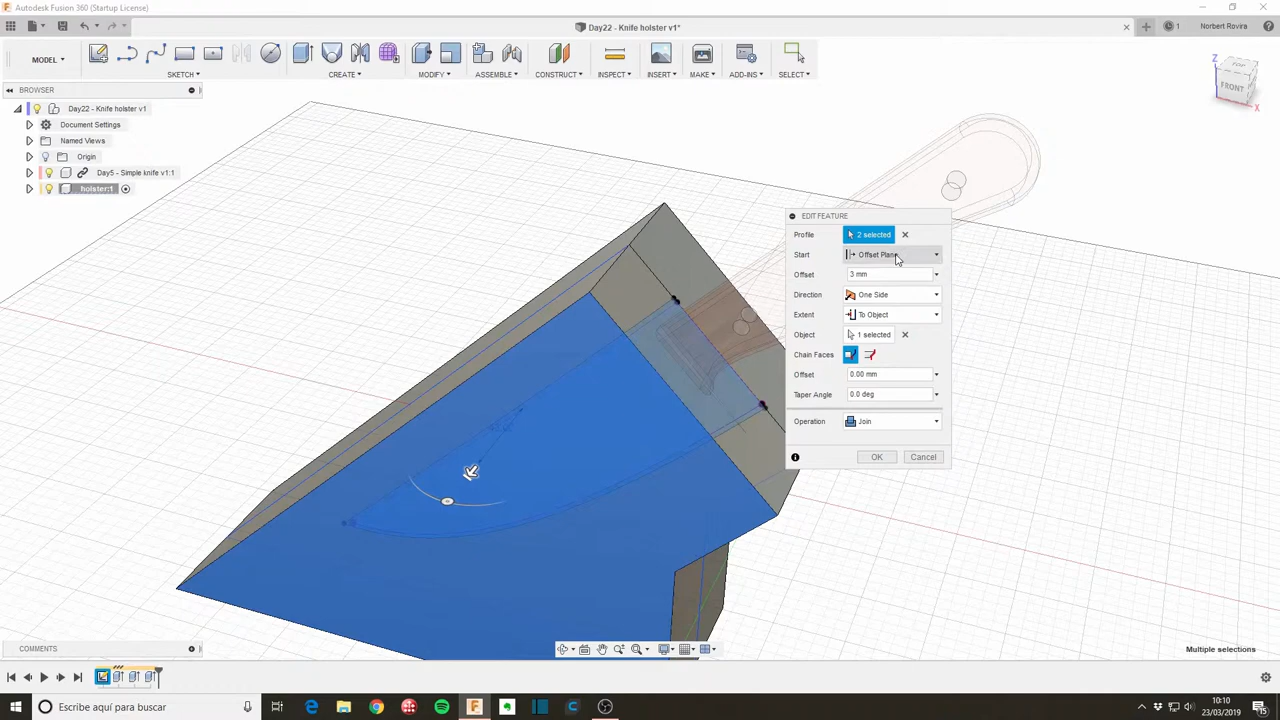 Autodesk Fusion 360 (Startup License)
Day22 - Knife holster v1*
1
Norbert Rovira
MODEL
SKETCH
CREATE
MODIFY
ASSEMBLE
CONSTRUCT
INSPECT
INSERT
MAKE
ADD-INS
SELECT
BROWSER
Day22 - Knife holster v1
Document Settings
Named Views
Origin
Day5 - Simple knife v1:1
holster:1
Z
TOP
FRONT
X
EDIT FEATURE
Profile 2 selected
Start Offset Plane
Offset 3 mm
Direction One Side
Extent To Object
Object 1 selected
Chain Faces
Offset 0.00 mm
Taper Angle 0.0 deg
Operation Join
OK Cancel
COMMENTS
Multiple selections
Escribe aquí para buscar
10:10
23/03/2019
15